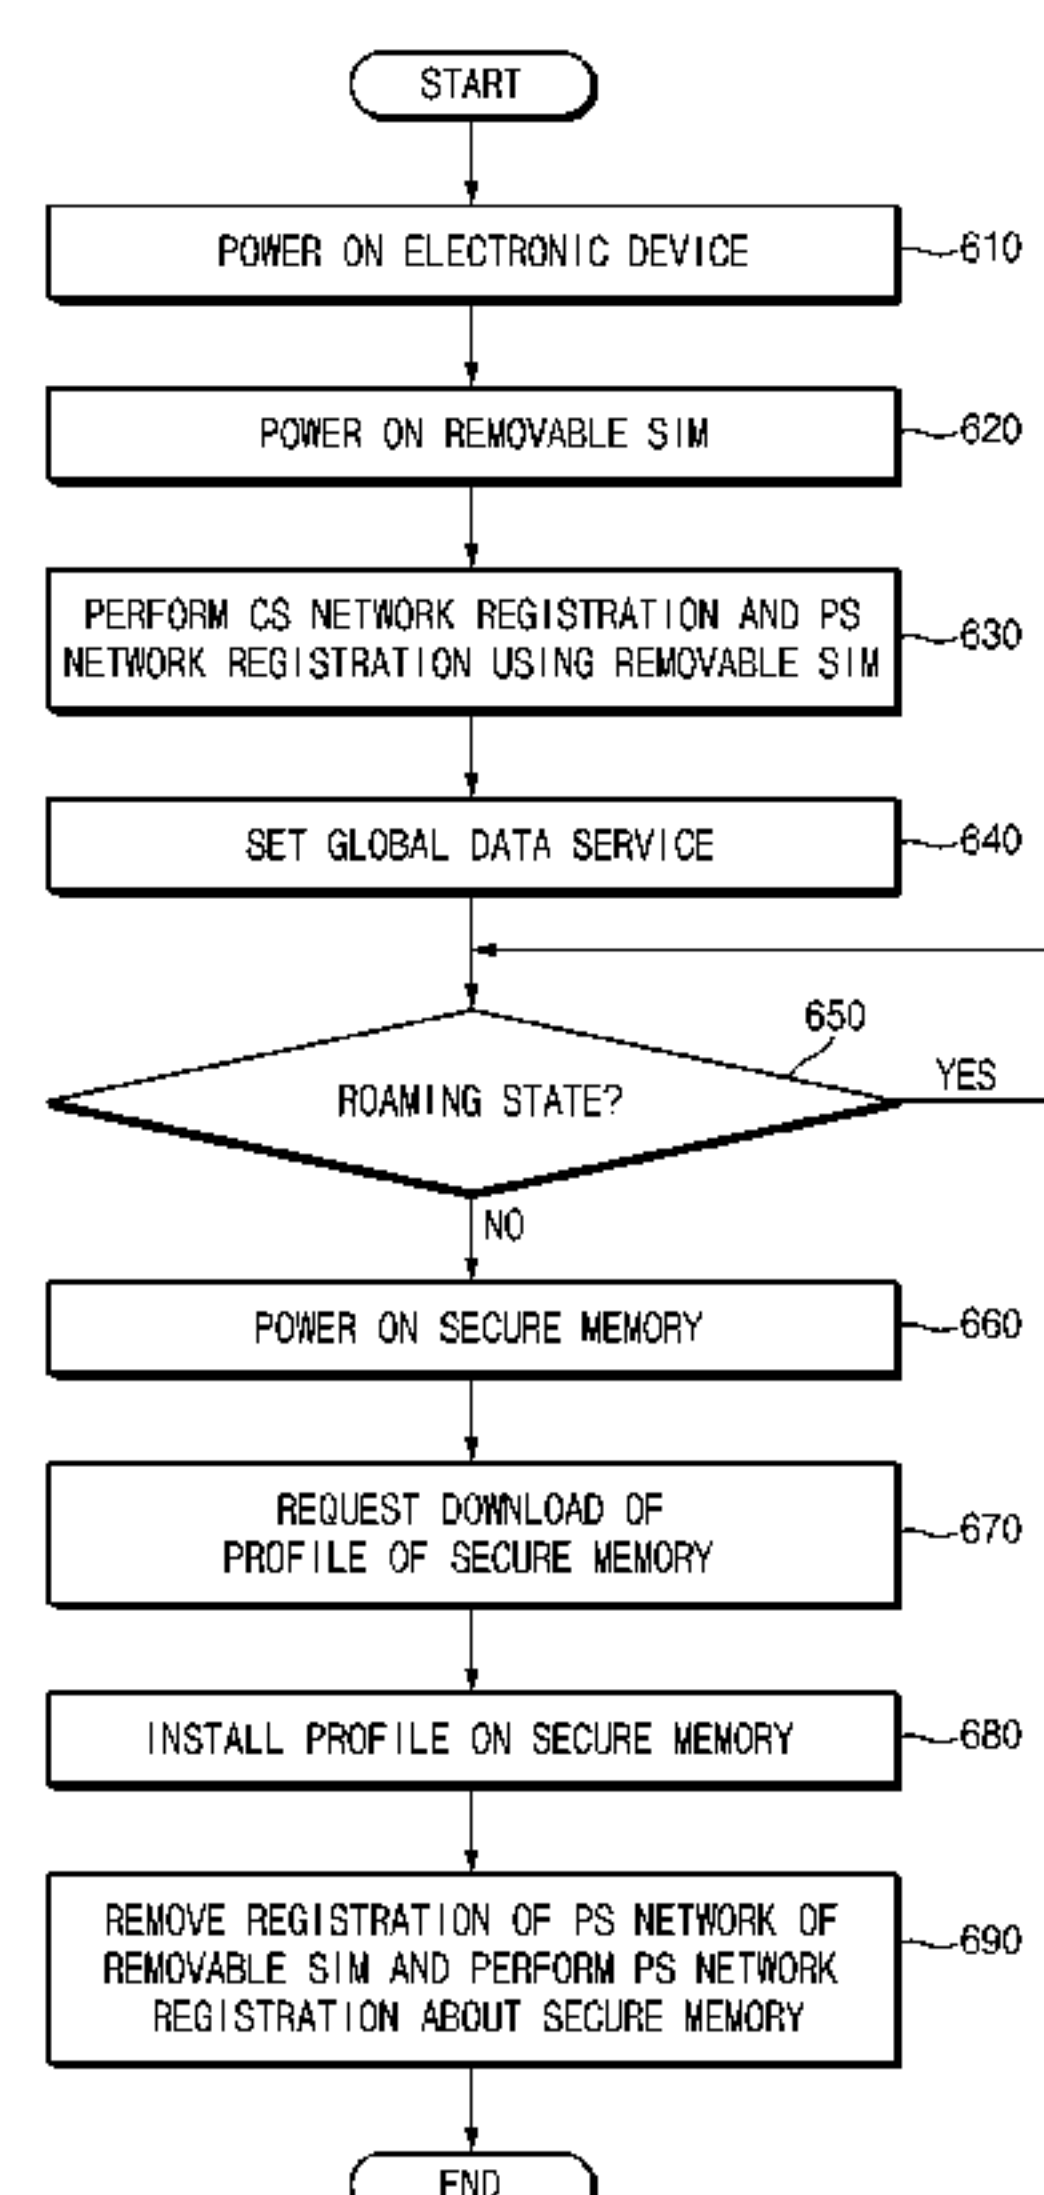 START
POWER ON ELECTRONIC DEVICE
610
POWER ON REMOVABLE SIM
620
PERFORM CS NETWORK REGISTRATION AND PS
NETWORK REGISTRATION USING REMOVABLE SIM
630
SET GLOBAL DATA SERVICE
640
650
ROAMING STATE?
YES
NO
POWER ON SECURE MEMORY
660
REQUEST DOWNLOAD OF
PROFILE OF SECURE MEMORY
670
INSTALL PROFILE ON SECURE MEMORY
680
REMOVE REGISTRATION OF PS NETWORK OF
REMOVABLE SIM AND PERFORM PS NETWORK
REGISTRATION ABOUT SECURE MEMORY
690
END